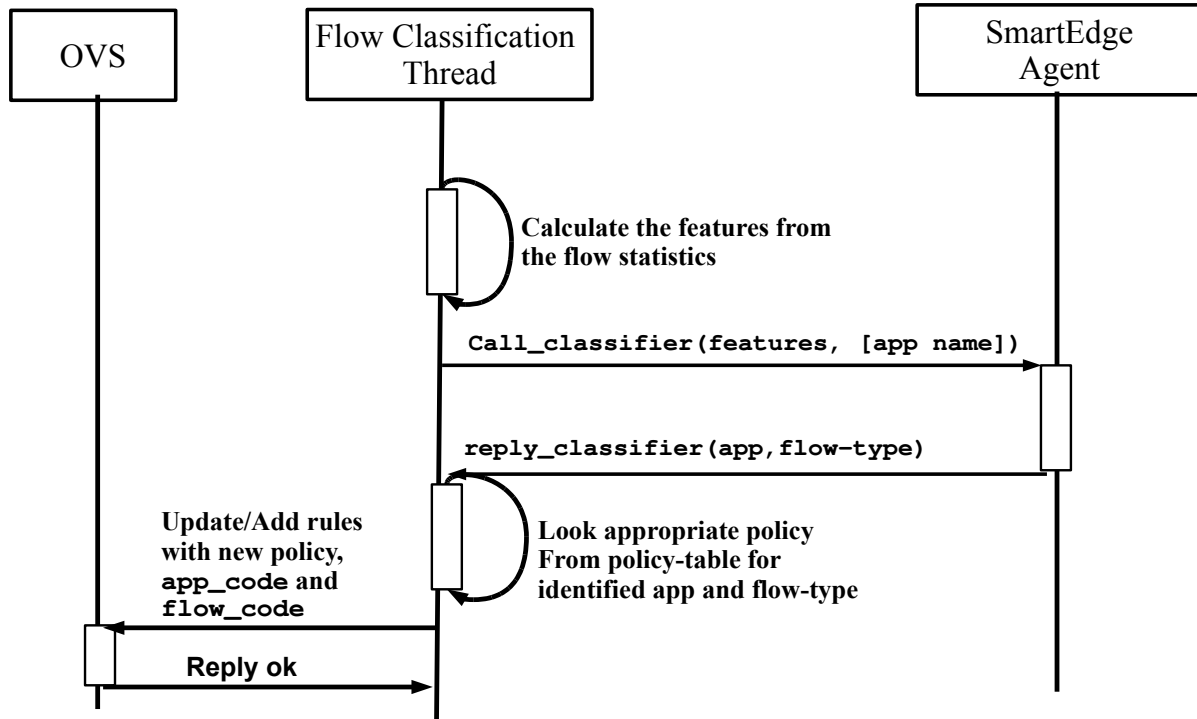 OVS
Flow Classification
Thread
SmartEdge
Agent
Calculate the features from
the flow statistics
Call_classifier(features, [app name])
reply_classifier(app,flow-type)
Update/Add rules
with new policy,
app_code and
flow_code
Look appropriate policy
From policy-table for
identified app and flow-type
Reply ok